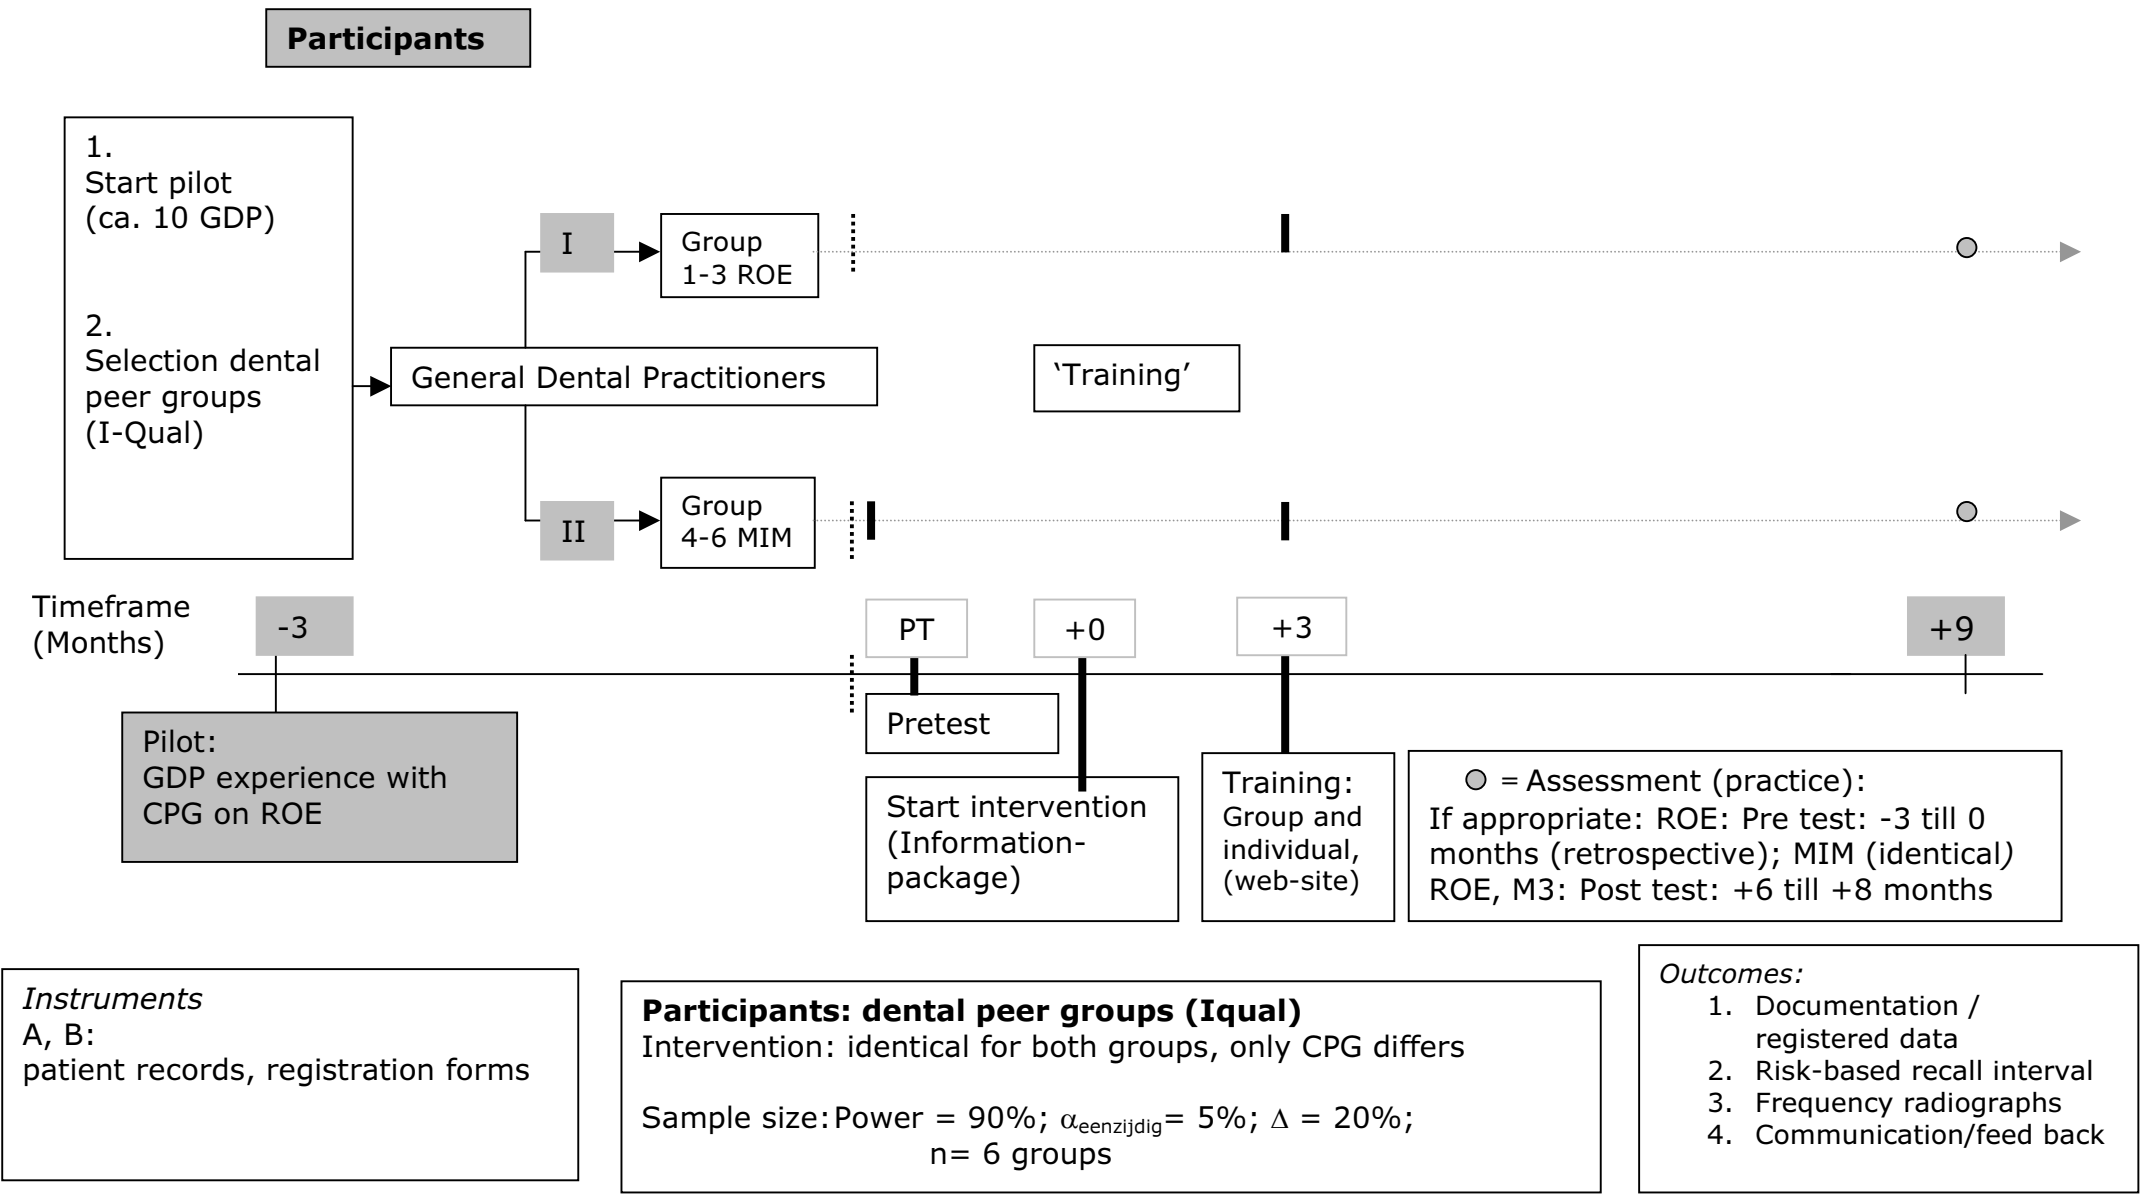 Participants
1.
Start pilot
(ca. 10 GDP)
2.
Selection dental
peer groups
(I-Qual)
General Dental Practitioners
I
Group
1-3 ROE
‘Training’
II
Group
4-6 MIM
Timeframe
(Months)
-3
PT
+0
+3
+9
Pilot:
GDP experience with
CPG on ROE
Pretest
Start intervention
(Information-
package)
Training:
Group and
individual,
(web-site)
= Assessment (practice):
If appropriate: ROE: Pre test: -3 till 0
months (retrospective); MIM (identical)
ROE, M3: Post test: +6 till +8 months
Instruments
A, B:
patient records, registration forms
Participants: dental peer groups (Iqual)
Intervention: identical for both groups, only CPG differs
Sample size: Power = 90%; αeenzijdig= 5%; Δ = 20%;
n= 6 groups
Outcomes:
1. Documentation /
registered data
2. Risk-based recall interval
3. Frequency radiographs
4. Communication/feed back